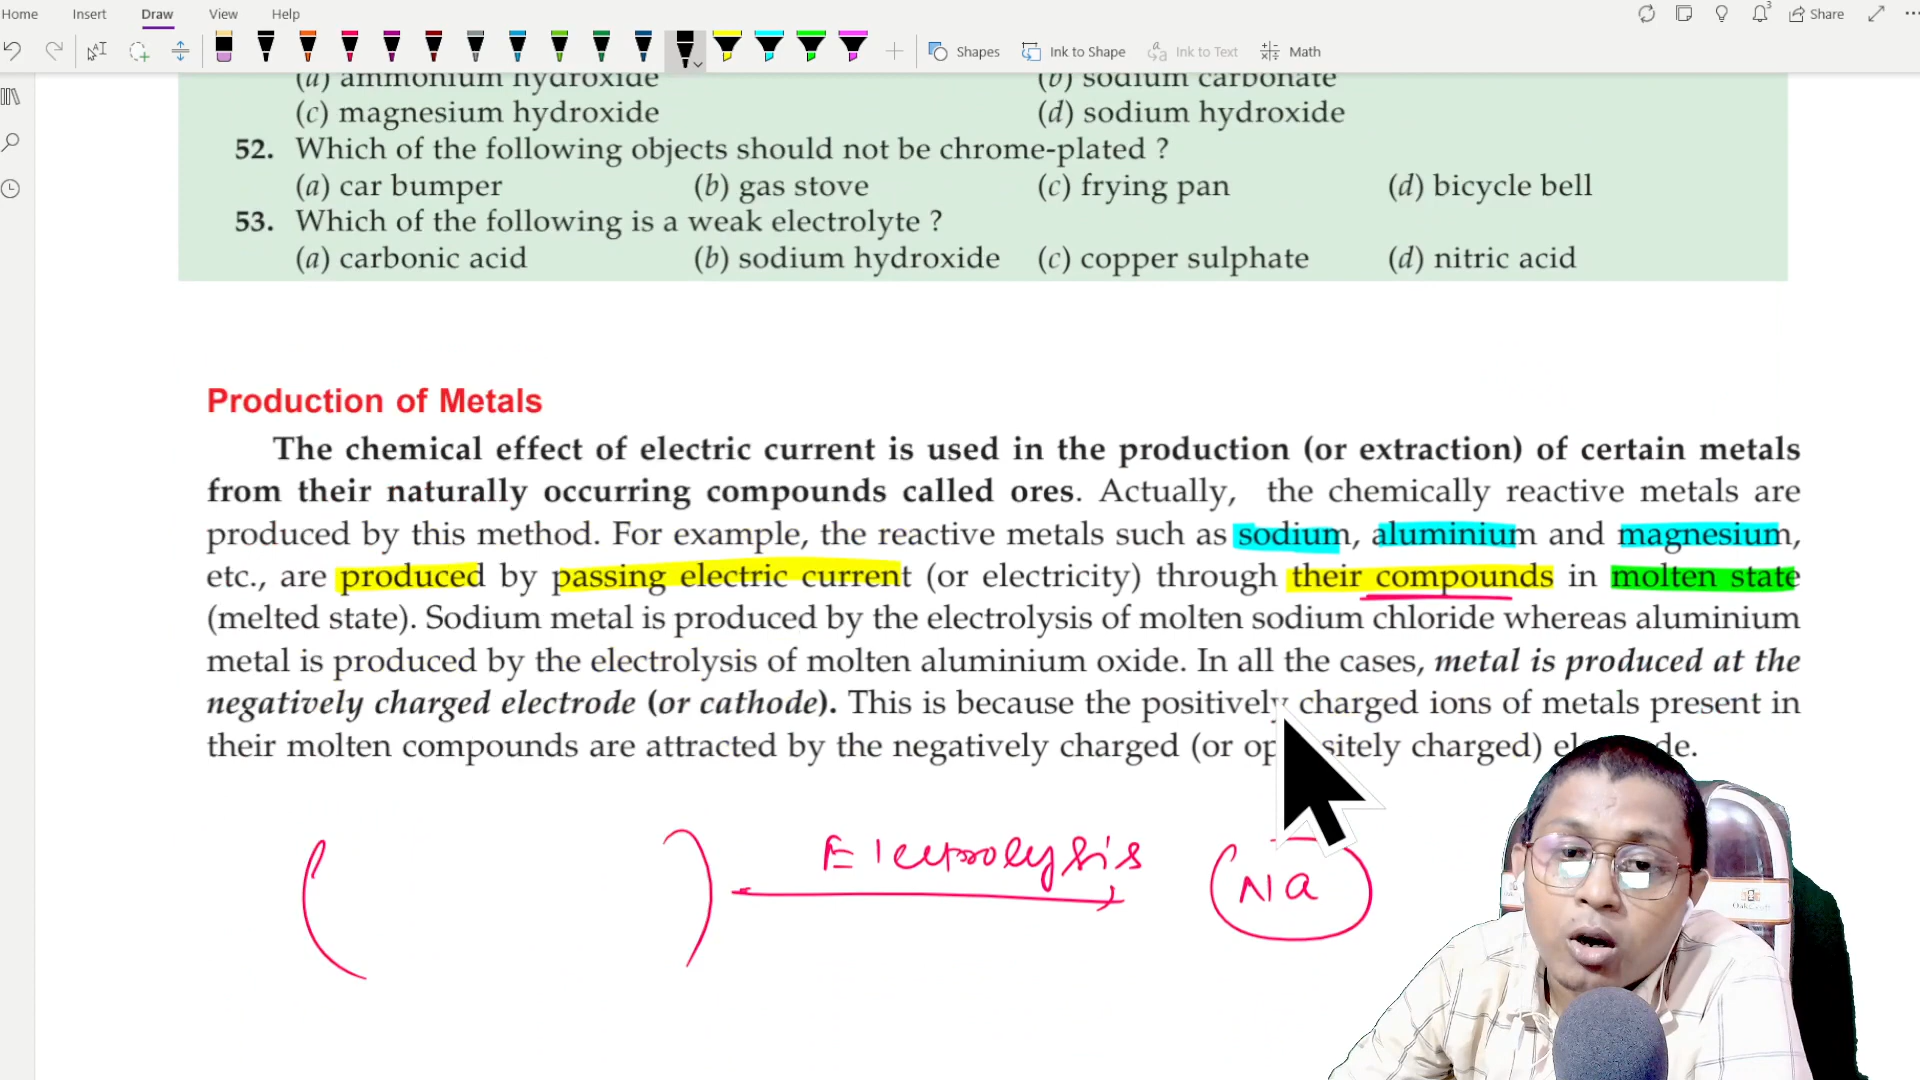 Home Insert Draw View Help
3
Share
Shapes Ink to Shape Ink to Text Math
(a) ammonium hydroxide (b) sodium carbonate
(c) magnesium hydroxide (d) sodium hydroxide
52. Which of the following objects should not be chrome-plated ?
(a) car bumper (b) gas stove (c) frying pan (d) bicycle bell
53. Which of the following is a weak electrolyte ?
(a) carbonic acid (b) sodium hydroxide (c) copper sulphate (d) nitric acid
Production of Metals
The chemical effect of electric current is used in the production (or extraction) of certain metals
from their naturally occurring compounds called ores. Actually, the chemically reactive metals are
produced by this method. For example, the reactive metals such as sodium, aluminium and magnesium,
etc., are produced by passing electric current (or electricity) through their compounds in molten state
(melted state). Sodium metal is produced by the electrolysis of molten sodium chloride whereas aluminium
metal is produced by the electrolysis of molten aluminium oxide. In all the cases, metal is produced at the
negatively charged electrode (or cathode). This is because the positively charged ions of metals present in
their molten compounds are attracted by the negatively charged (or oppositely charged) electrode.
( ) Electrolysis Na